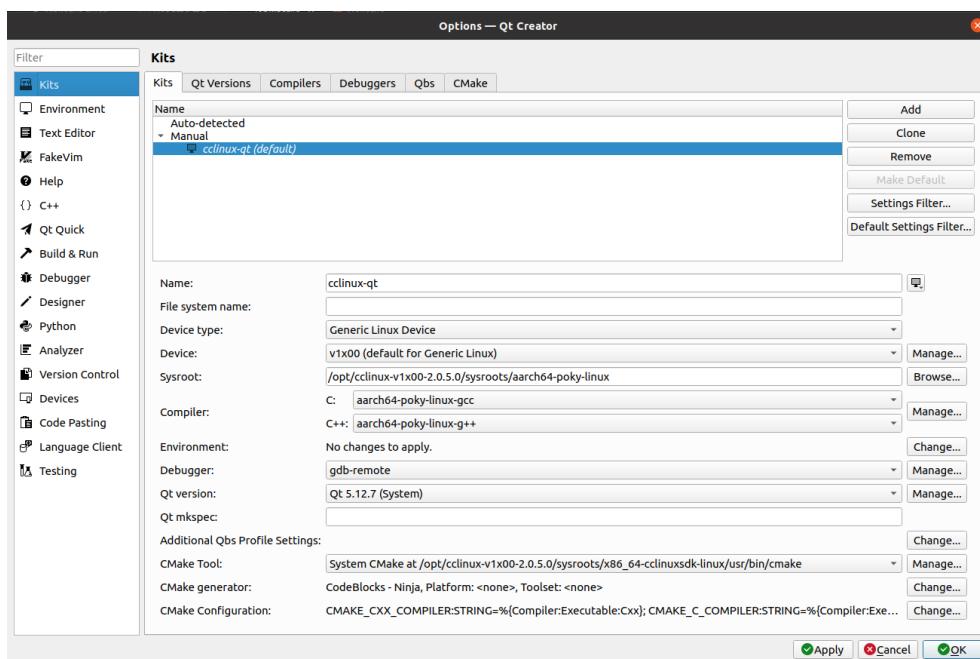 Options — Qt Creator
Filter
Kits
Environment
Text Editor
FakeVim
Help
{} C++
Qt Quick
Build & Run
Debugger
Designer
Python
Analyzer
Version Control
Devices
Code Pasting
Language Client
Testing
Kits
Kits Qt Versions Compilers Debuggers Qbs CMake
Name
Auto-detected
Manual
cclinux-qt (default)
Add
Clone
Remove
Make Default
Settings Filter...
Default Settings Filter...
Name: cclinux-qt
File system name:
Device type: Generic Linux Device
Device: v1x00 (default for Generic Linux) Manage...
Sysroot: /opt/cclinux-v1x00-2.0.5.0/sysroots/aarch64-poky-linux Browse...
Compiler: C: aarch64-poky-linux-gcc Manage...
C++: aarch64-poky-linux-g++
Environment: No changes to apply. Change...
Debugger: gdb-remote Manage...
Qt version: Qt 5.12.7 (System) Manage...
Qt mkspec:
Additional Qbs Profile Settings: Change...
CMake Tool: System CMake at /opt/cclinux-v1x00-2.0.5.0/sysroots/x86_64-cclinuxsdk-linux/usr/bin/cmake Manage...
CMake generator: CodeBlocks - Ninja, Platform: <none>, Toolset: <none> Change...
CMake Configuration: CMAKE_CXX_COMPILER:STRING=%{Compiler:Executable:Cxx}; CMAKE_C_COMPILER:STRING=%{Compiler:Exe... Change...
Apply Cancel OK